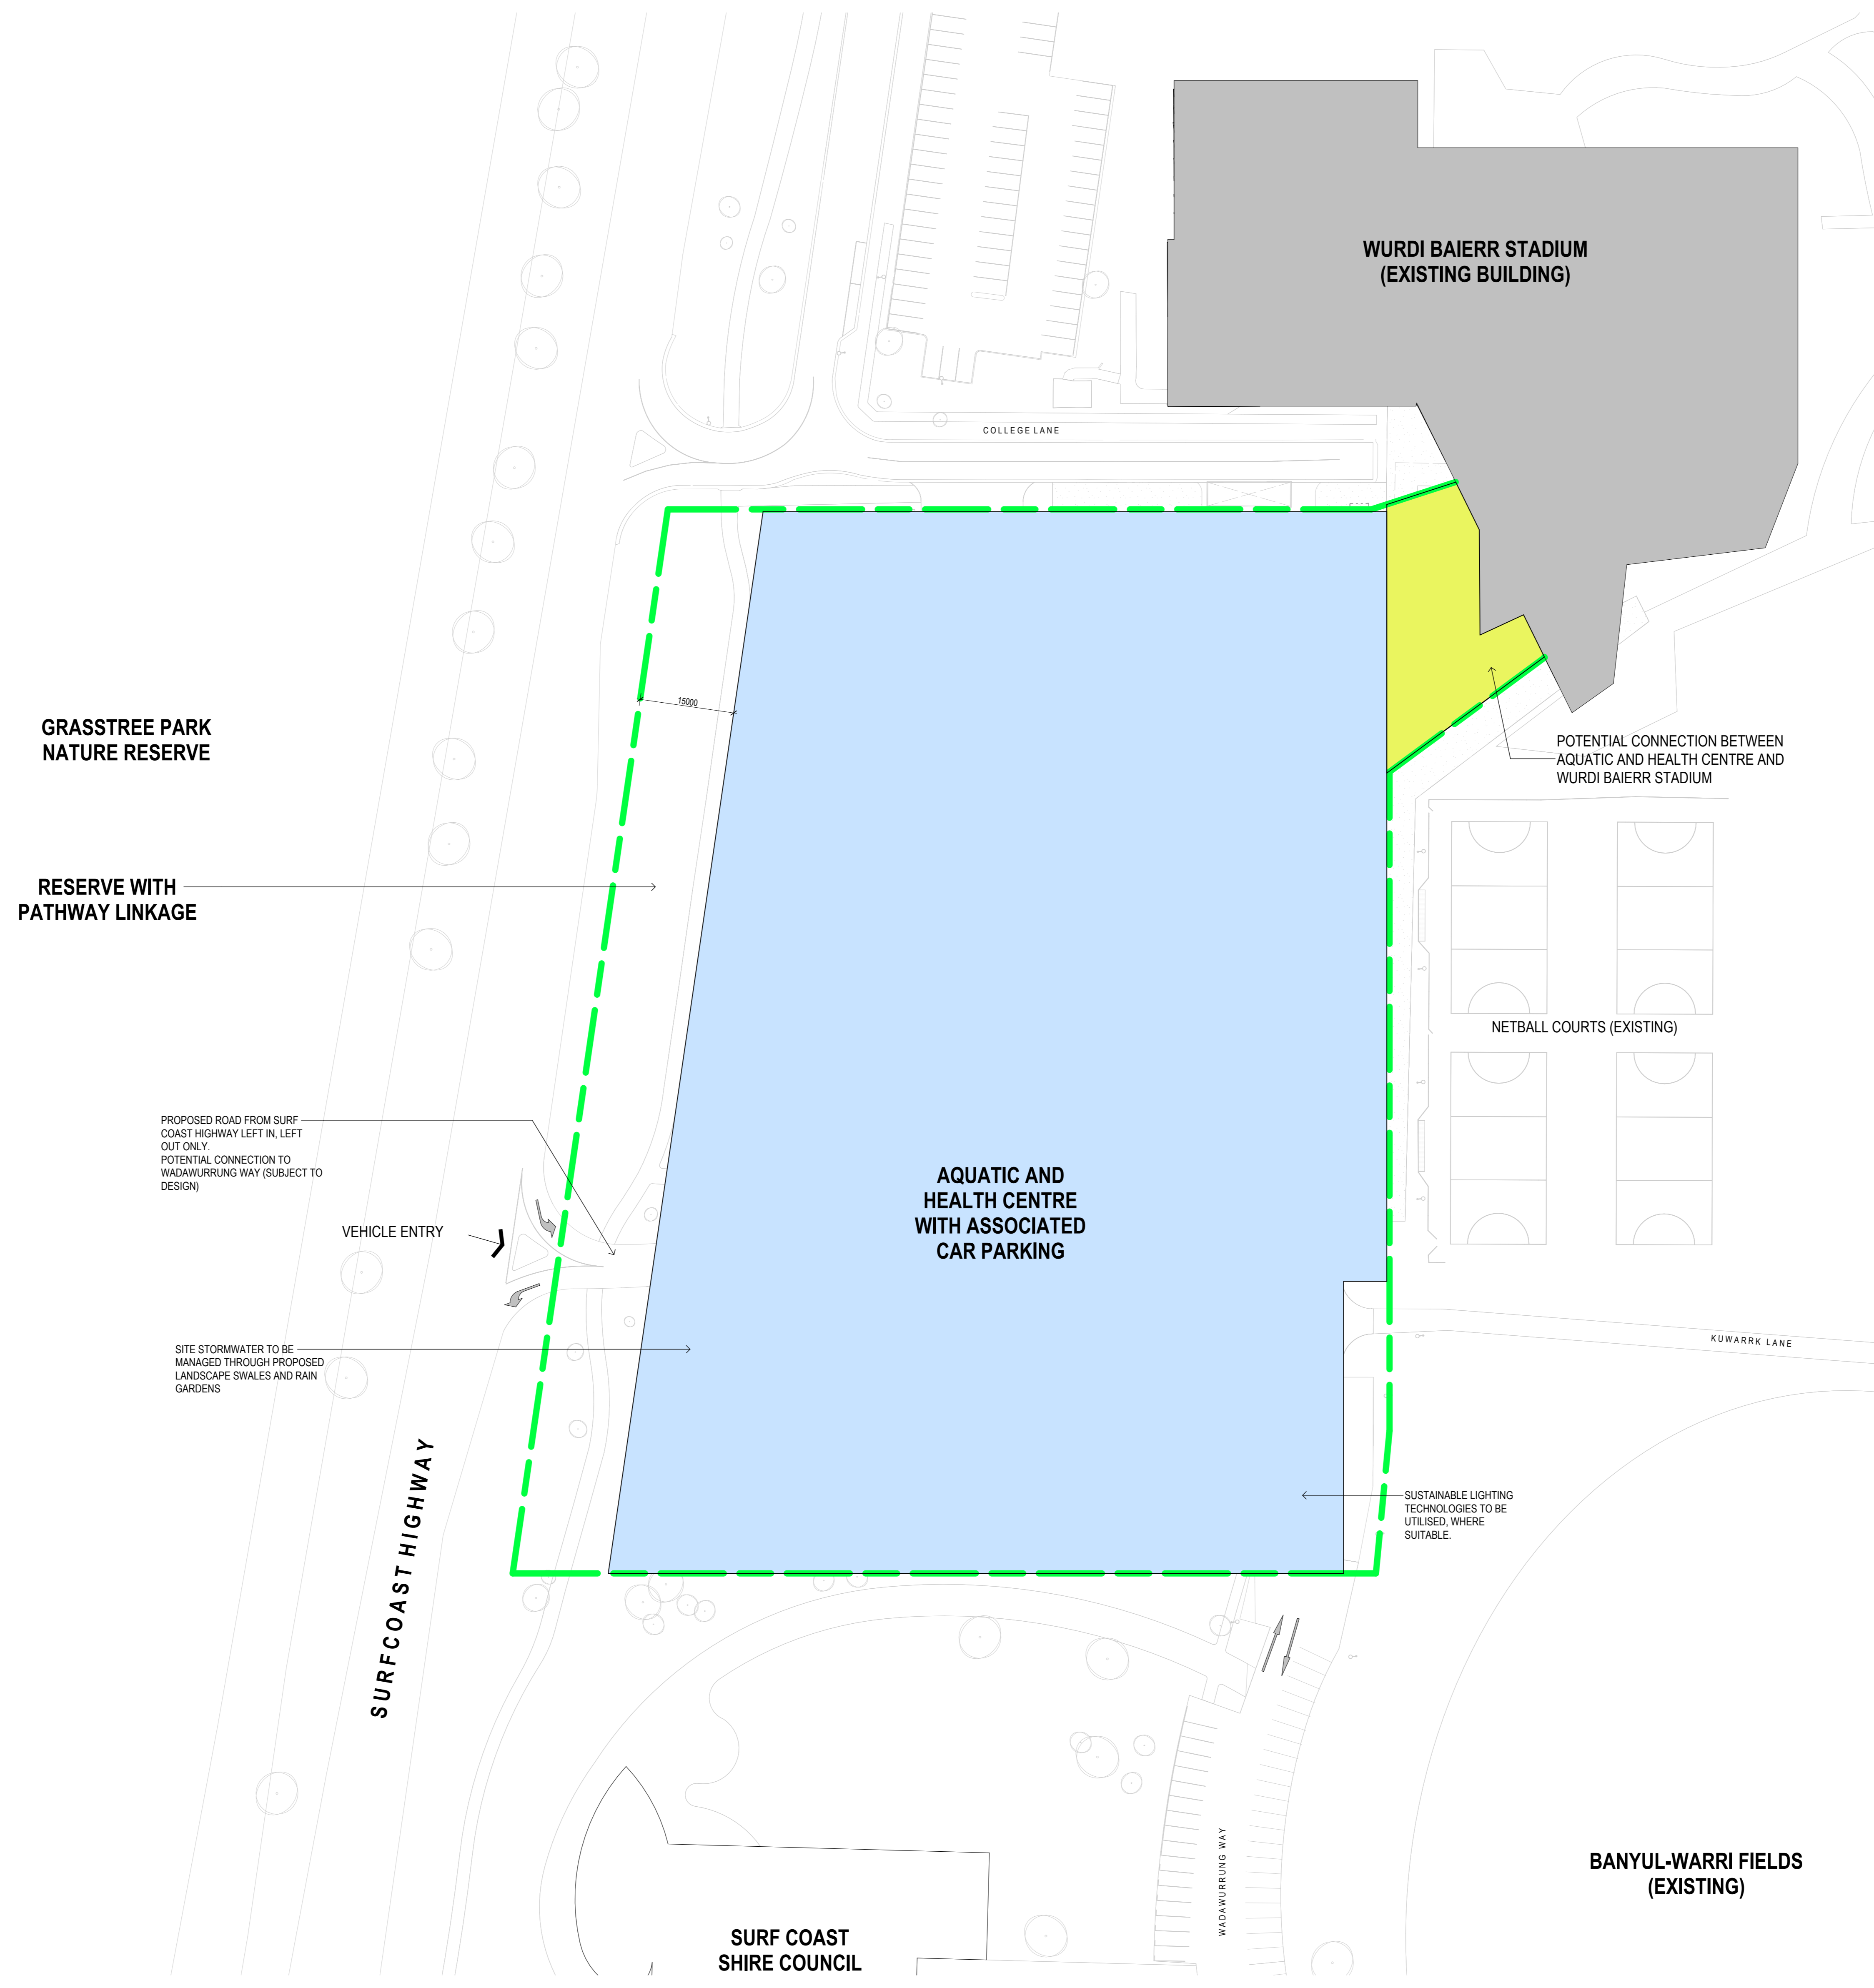 WURDI BAIERR STADIUM
(EXISTING BUILDING)
COLLEGE LANE
15000
GRASSTREE PARK
NATURE RESERVE
POTENTIAL CONNECTION BETWEEN
AQUATIC AND HEALTH CENTRE AND
WURDI BAIERR STADIUM
RESERVE WITH
PATHWAY LINKAGE
NETBALL COURTS (EXISTING)
PROPOSED ROAD FROM SURF
COAST HIGHWAY LEFT IN, LEFT
OUT ONLY.
POTENTIAL CONNECTION TO
WADAWURRUNG WAY (SUBJECT TO
DESIGN)
AQUATIC AND
HEALTH CENTRE
WITH ASSOCIATED
CAR PARKING
VEHICLE ENTRY
KUWARRK LANE
SITE STORMWATER TO BE
MANAGED THROUGH PROPOSED
LANDSCAPE SWALES AND RAIN
GARDENS
SURFCOAST HIGHWAY
SUSTAINABLE LIGHTING
TECHNOLOGIES TO BE
UTILISED, WHERE
SUITABLE.
WADAWURRUNG WAY
BANYUL-WARRI FIELDS
(EXISTING)
SURF COAST
SHIRE COUNCIL